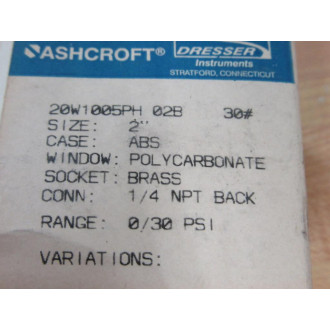 ASHCROFT®
DRESSER
Instruments
STRATFORD, CONNECTICUT
20W1005PH 02B 30#
SIZE: 2"
CASE: ABS
WINDOW: POLYCARBONATE
SOCKET: BRASS
CONN: 1/4 NPT BACK
RANGE: 0/30 PSI
VARIATIONS: